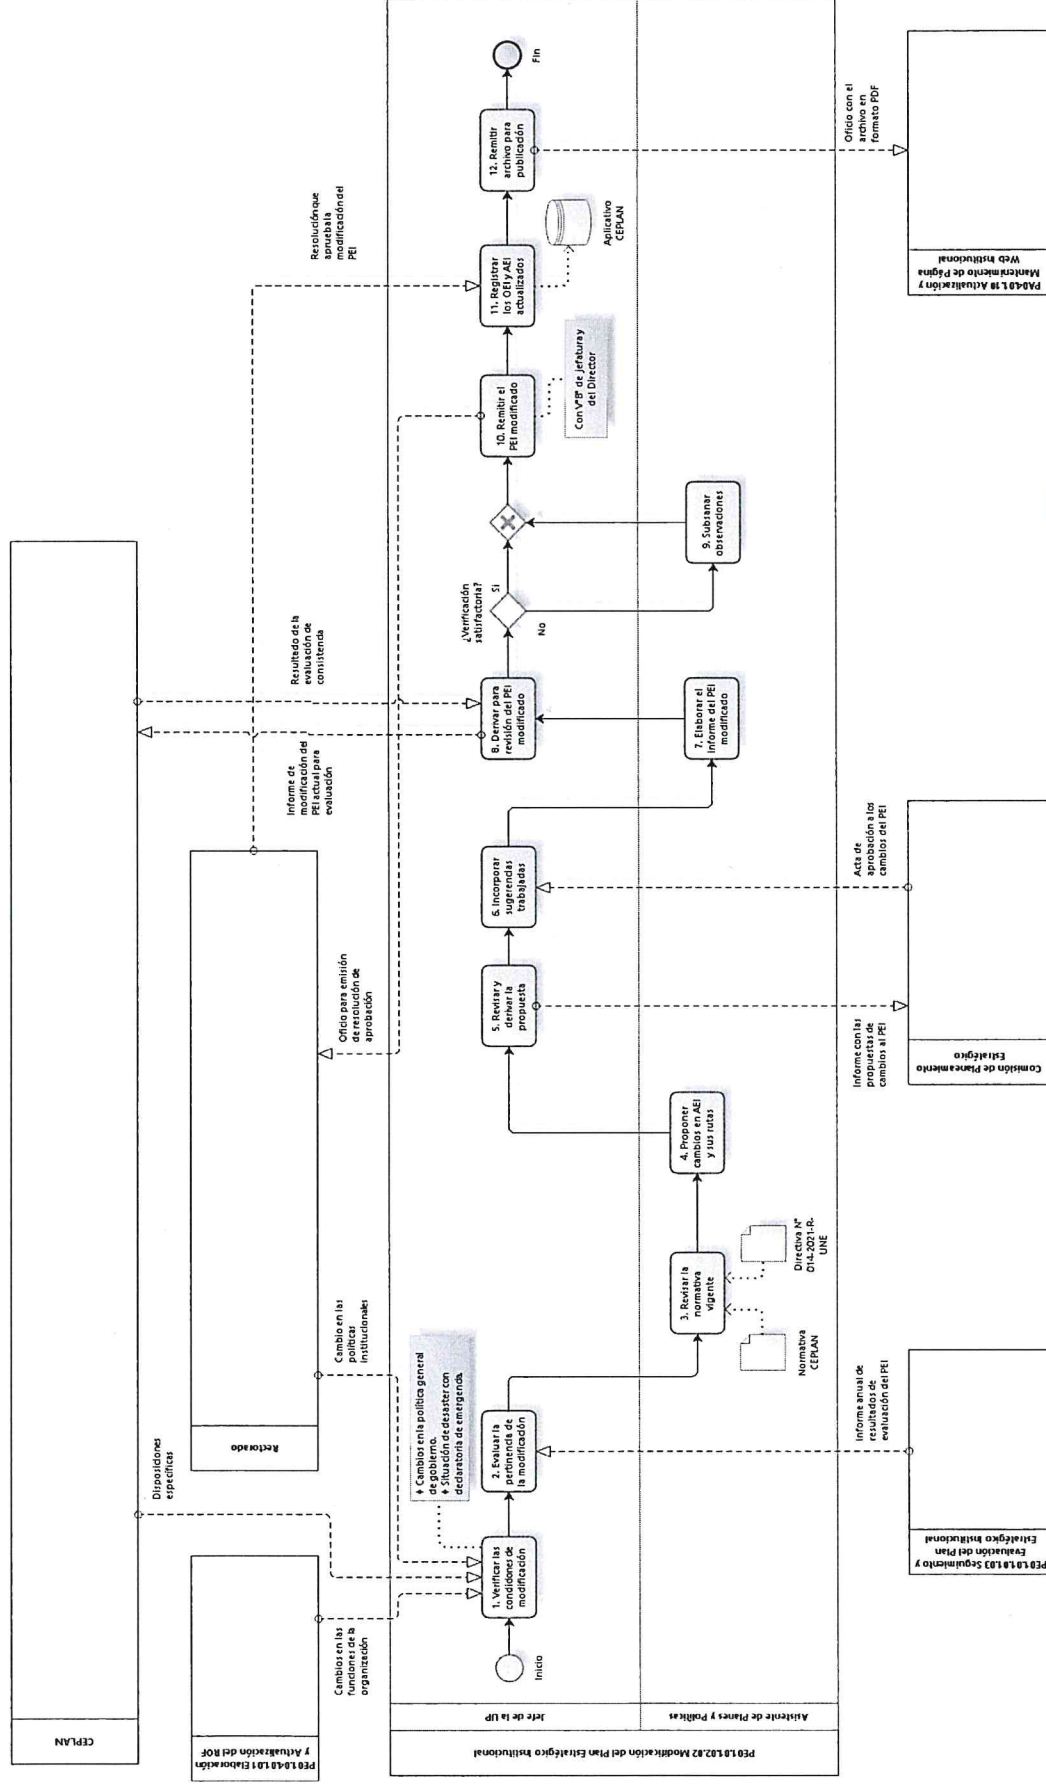 CEPLAN
PE01.04.01.01 Elaboración
y Actualización del ROF
Rectorado
Disposiciones
específicas
Cambios en las
funciones de la
organización
Cambio en las
políticas
Institucionales
Oficio para emisión
de resolución de
aprobación
Informe de
modificación del
PEI actual para
evaluación
Resultado de la
evaluación de
consistencia
Resolución que
aprueba la
modificación del
PEI
PE01.01.02.02 Modificación del Plan Estratégico Institucional
Jefe de la UP
Asistente de Planes y Políticas
Inicio
1. Verificar las
condiciones de
modificación
+ Cambios en la política general
de gobierno.
+ Situación de desaster con
declaratoria de emergencia.
2. Evaluar la
pertinencia de
la modificación
3. Revisar la
normativa
vigente
Normativa
CEPLAN
Directiva N°
014-2021-R-
UNE
4. Proponer
cambios en AEI
y sus rutas
5. Revisar y
derivar la
propuesta
6. Incorporar
sugerencias
trabajadas
7. Elaborar el
informe del PEI
modificado
8. Derivar para
revisión del PEI
modificado
¿Verificación
satisfactoria?
Si
No
9. Subsanar
observaciones
10. Remitir el
PEI modificado
Con V°B° de jefatura y
del Director
11. Registrar
los OEI y AEI
actualizados
Aplicativo
CEPLAN
12. Remitir
archivo para
publicación
Fin
Informe anual de
resultados de
evaluación del PEI
PE01.01.01.03 Seguimiento y
Evaluación del Plan
Estratégico Institucional
Informe con las
propuestas de
cambios al PEI
Acta de
aprobación a los
cambios del PEI
Comisión de Planeamiento
Estratégico
Oficio con el
archivo en
formato PDF
PA04.01.10 Actualización y
Mantenimiento de Página
Web Institucional